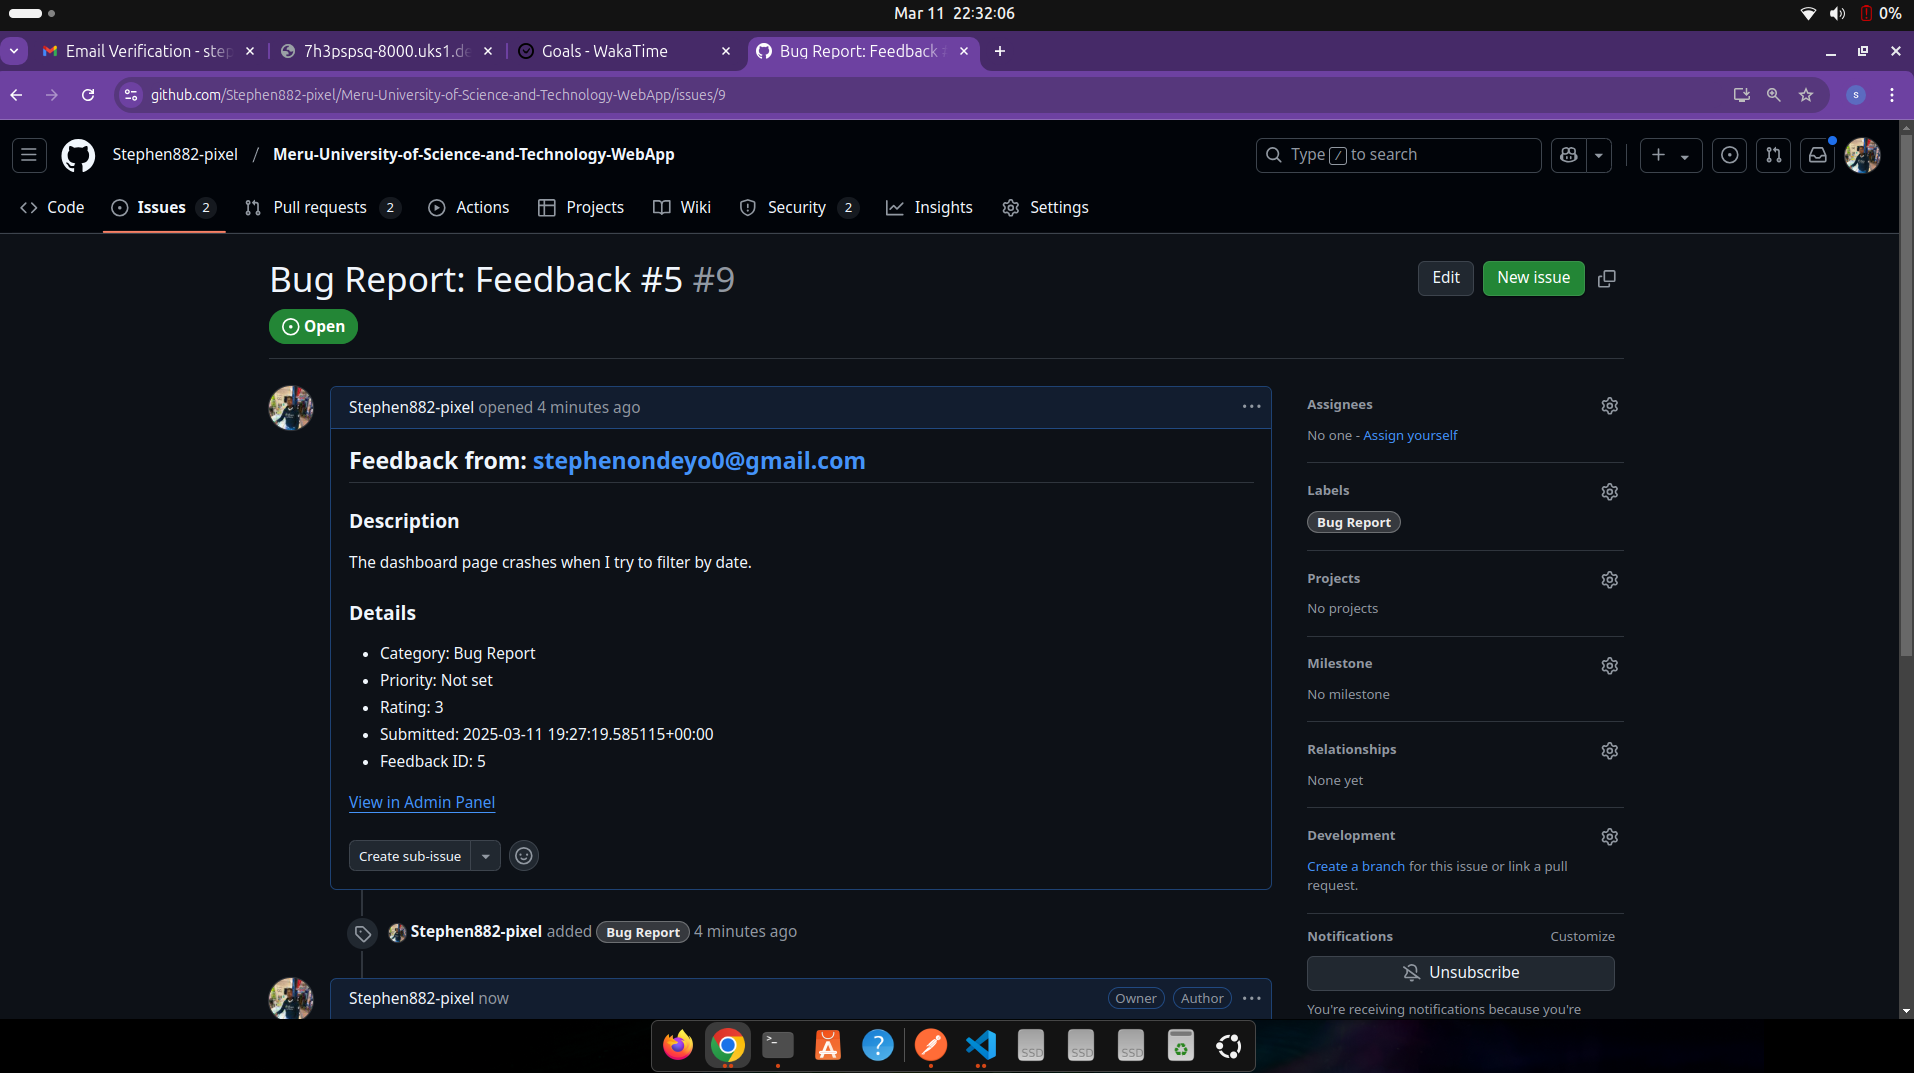 Mar 11 22:32:06
0%
Email Verification - step
7h3pspsq-8000.uks1.de
Goals - WakaTime
Bug Report: Feedback #
github.com/Stephen882-pixel/Meru-University-of-Science-and-Technology-WebApp/issues/9
S
Stephen882-pixel / Meru-University-of-Science-and-Technology-WebApp
Type / to search
Code
Issues 2
Pull requests 2
Actions
Projects
Wiki
Security 2
Insights
Settings
Bug Report: Feedback #5 #9
Edit
New issue
Open
Stephen882-pixel opened 4 minutes ago
Feedback from: stephenondeyo0@gmail.com
Description
The dashboard page crashes when I try to filter by date.
Details
• Category: Bug Report
• Priority: Not set
• Rating: 3
• Submitted: 2025-03-11 19:27:19.585115+00:00
• Feedback ID: 5
View in Admin Panel
Create sub-issue
Stephen882-pixel added Bug Report 4 minutes ago
Stephen882-pixel now
Owner
Author
Assignees
No one - Assign yourself
Labels
Bug Report
Projects
No projects
Milestone
No milestone
Relationships
None yet
Development
Create a branch for this issue or link a pull
request.
Notifications
Customize
Unsubscribe
You're receiving notifications because you're
>_
?
SSD
SSD
SSD